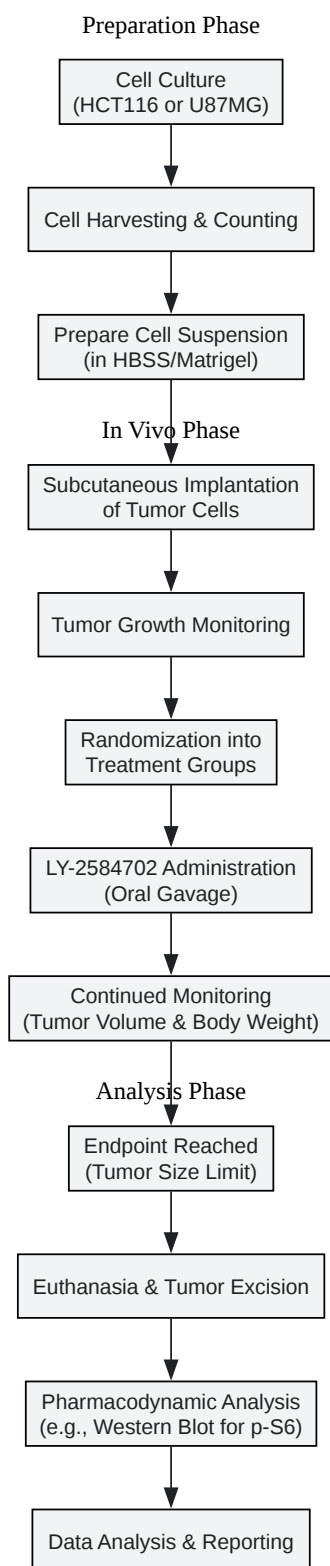 Preparation Phase
Cell Culture
(HCT116 or U87MG)
Cell Harvesting & Counting
Prepare Cell Suspension
(in HBSS/Matrigel)
In Vivo Phase
Subcutaneous Implantation
of Tumor Cells
Tumor Growth Monitoring
Randomization into
Treatment Groups
LY-2584702 Administration
(Oral Gavage)
Continued Monitoring
(Tumor Volume & Body Weight)
Analysis Phase
Endpoint Reached
(Tumor Size Limit)
Euthanasia & Tumor Excision
Pharmacodynamic Analysis
(e.g., Western Blot for p-S6)
Data Analysis & Reporting